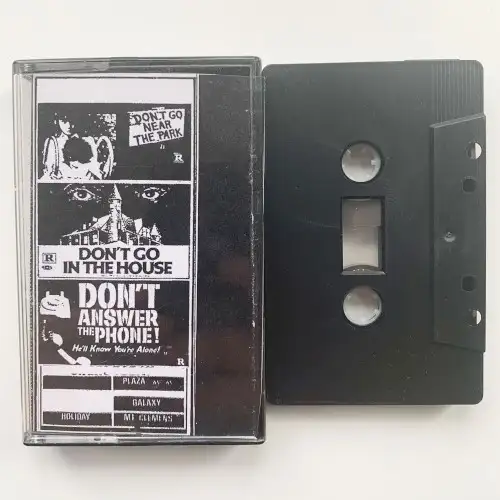 DON'T GO
NEAR
THE PARK
R
R
DON'T GO
IN THE HOUSE
DON'T
ANSWER
THE PHONE!
He'll Know You're Alone!
R
PLAZA
GALAXY
HOLIDAY MT CLEMENS